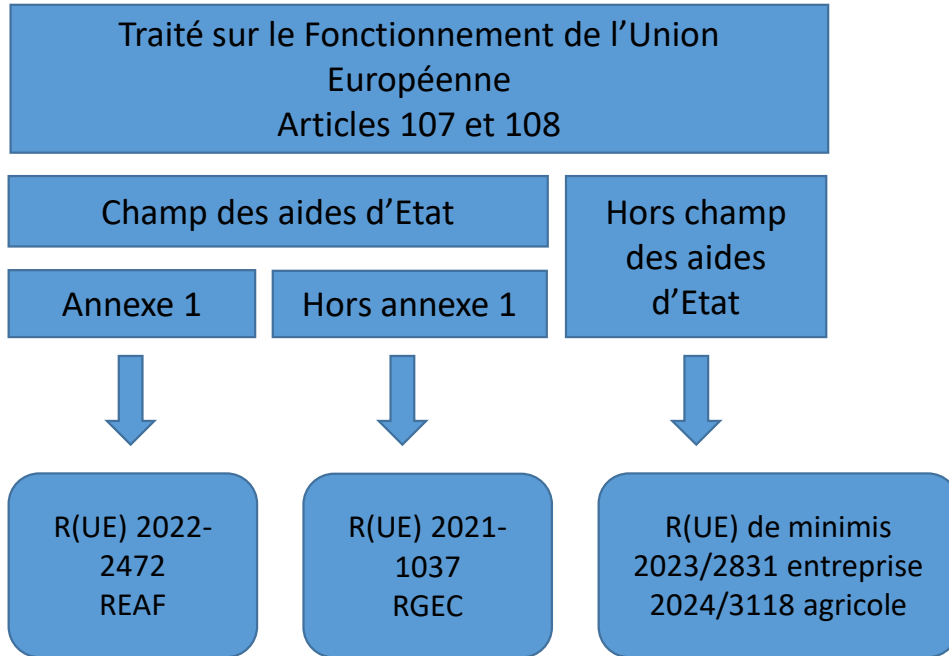 Traité sur le Fonctionnement de l'Union
Européenne
Articles 107 et 108
Champ des aides d'Etat
Hors champ
des aides
d'Etat
Annexe 1
Hors annexe 1
R(UE) 2022-
2472
REAF
R(UE) 2021-
1037
RGEC
R(UE) de minimis
2023/2831 entreprise
2024/3118 agricole